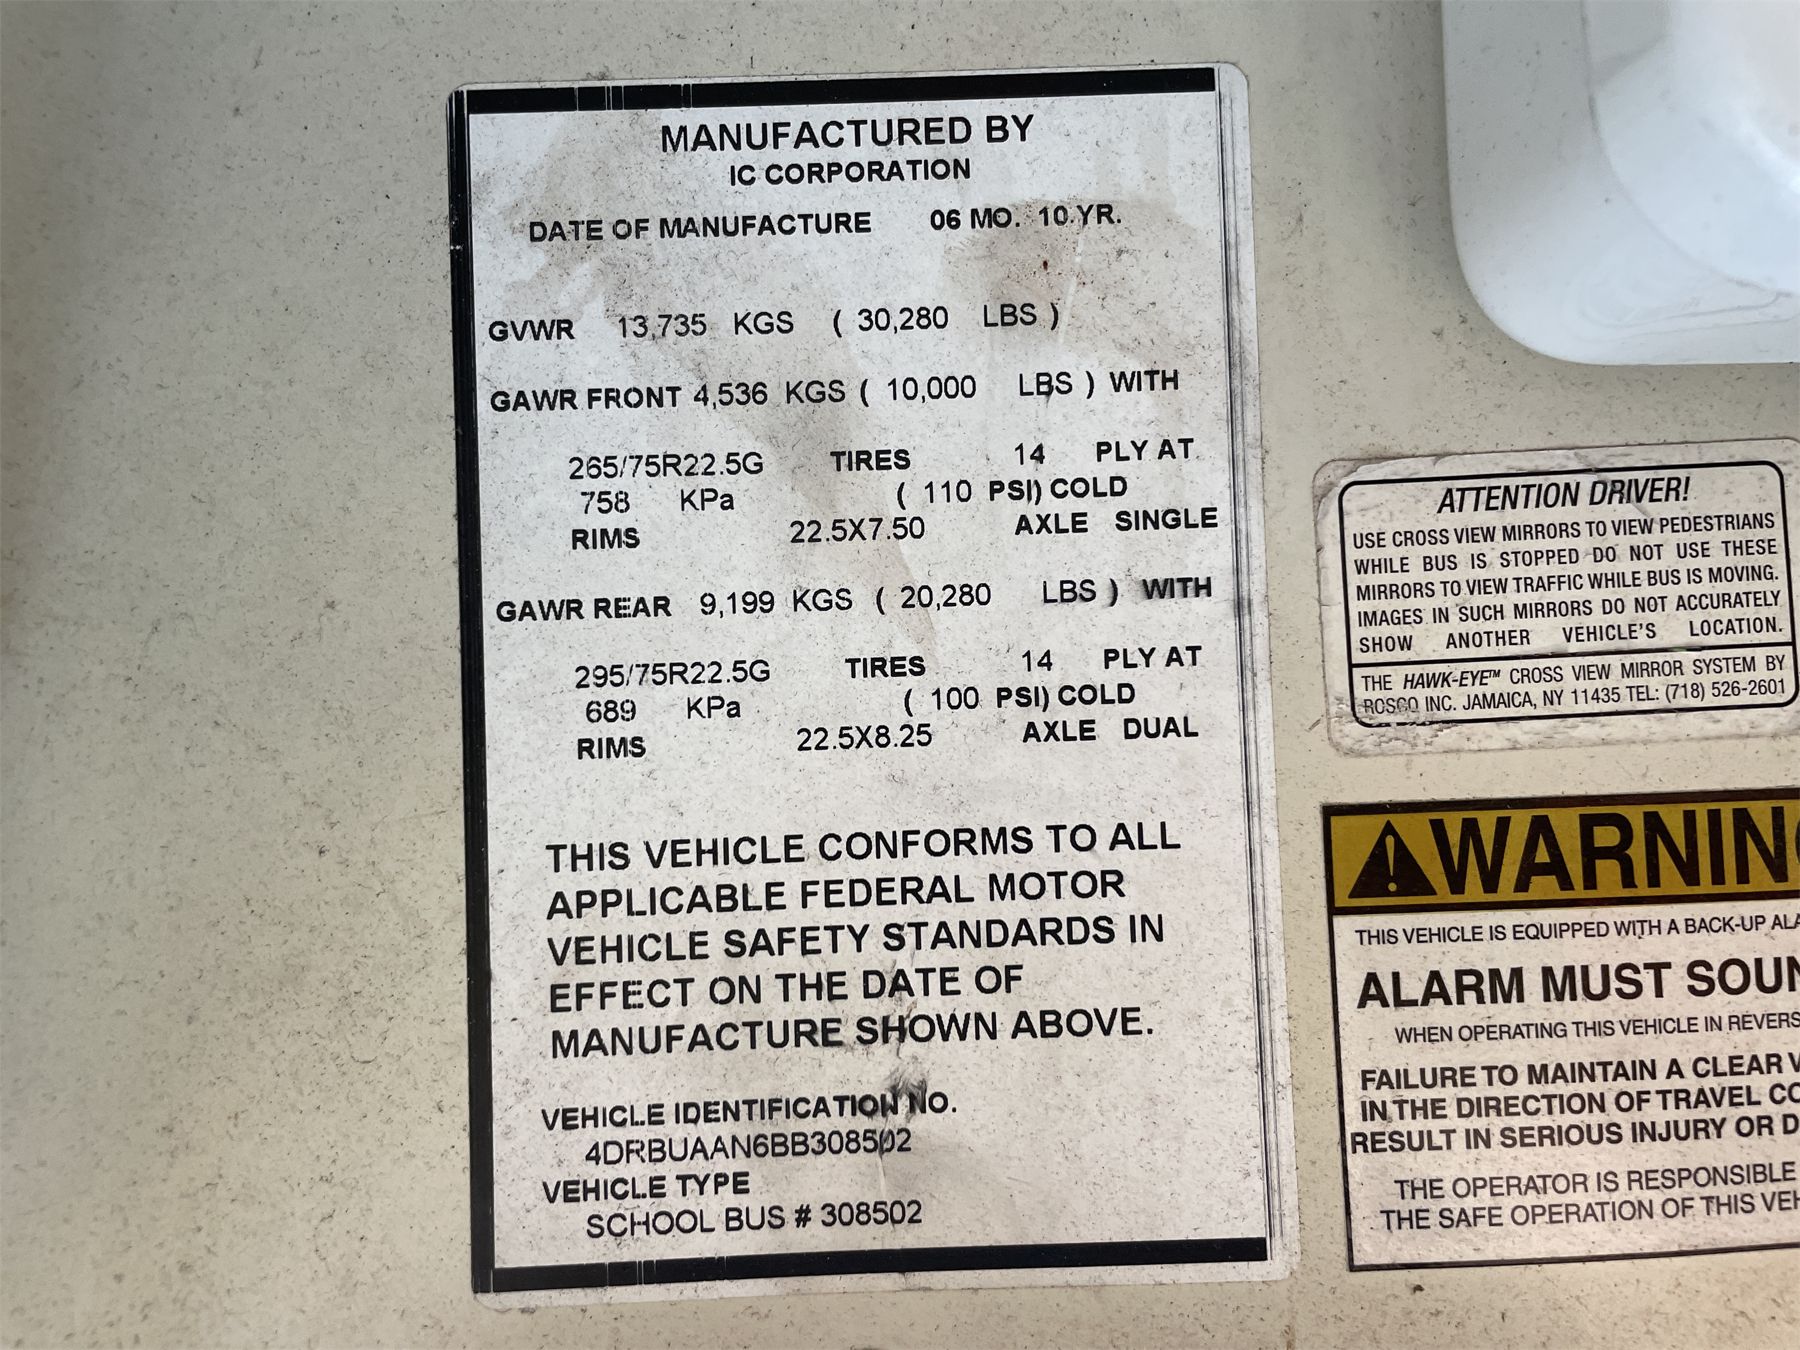 MANUFACTURED BY
IC CORPORATION
DATE OF MANUFACTURE 06 MO. 10 YR.
GVWR 13,735 KGS ( 30,280 LBS )
GAWR FRONT 4,536 KGS ( 10,000 LBS ) WITH
265/75R22.5G TIRES 14 PLY AT
758 KPa ( 110 PSI) COLD
RIMS 22.5X7.50 AXLE SINGLE
GAWR REAR 9,199 KGS ( 20,280 LBS ) WITH
295/75R22.5G TIRES 14 PLY AT
689 KPa ( 100 PSI) COLD
RIMS 22.5X8.25 AXLE DUAL
THIS VEHICLE CONFORMS TO ALL
APPLICABLE FEDERAL MOTOR
VEHICLE SAFETY STANDARDS IN
EFFECT ON THE DATE OF
MANUFACTURE SHOWN ABOVE.
VEHICLE IDENTIFICATION NO.
4DRBUAAN6BB308502
VEHICLE TYPE
SCHOOL BUS # 308502
ATTENTION DRIVER!
USE CROSS VIEW MIRRORS TO VIEW PEDESTRIANS
WHILE BUS IS STOPPED DO NOT USE THESE
MIRRORS TO VIEW TRAFFIC WHILE BUS IS MOVING.
IMAGES IN SUCH MIRRORS DO NOT ACCURATELY
SHOW ANOTHER VEHICLE'S LOCATION.
THE HAWK-EYE™ CROSS VIEW MIRROR SYSTEM BY
ROSCO INC. JAMAICA, NY 11435 TEL: (718) 526-2601
WARNING
THIS VEHICLE IS EQUIPPED WITH A BACK-UP ALA
ALARM MUST SOUN
WHEN OPERATING THIS VEHICLE IN REVERS
FAILURE TO MAINTAIN A CLEAR V
IN THE DIRECTION OF TRAVEL CO
RESULT IN SERIOUS INJURY OR D
THE OPERATOR IS RESPONSIBLE
THE SAFE OPERATION OF THIS VEH